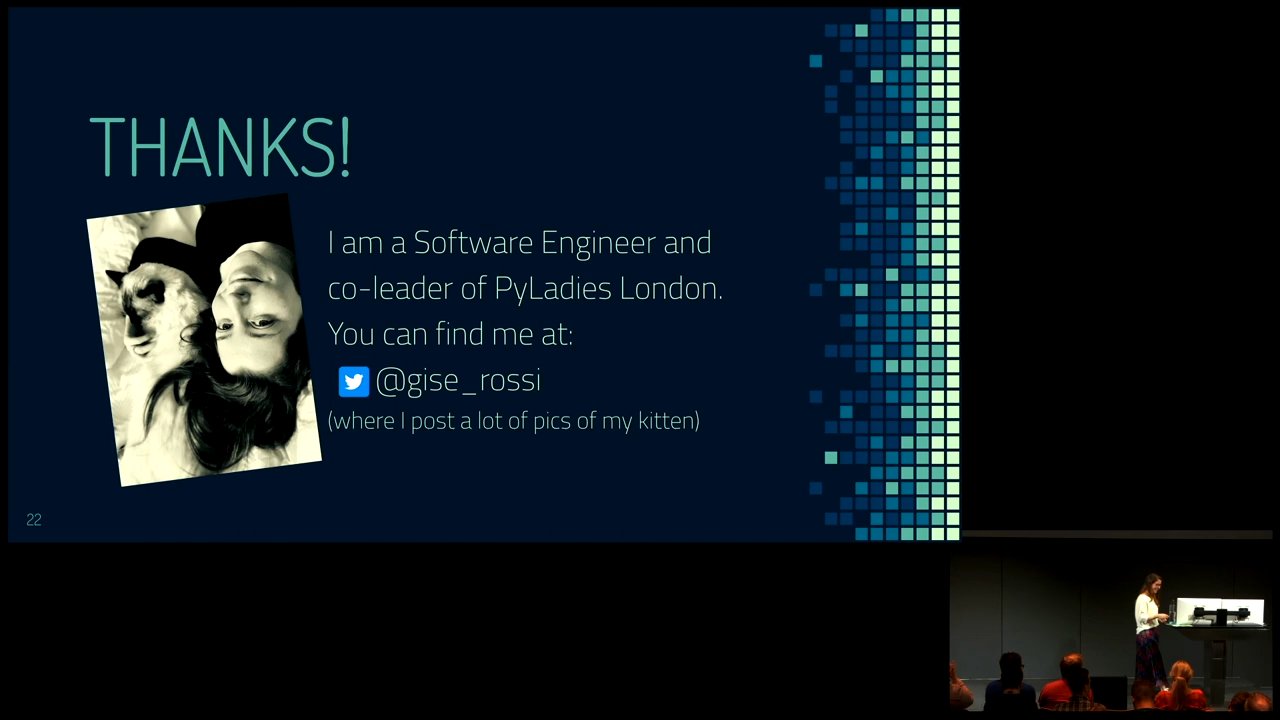 THANKS!
I am a Software Engineer and
co-leader of PyLadies London.
You can find me at:
@gise_rossi
(where I post a lot of pics of my kitten)
22